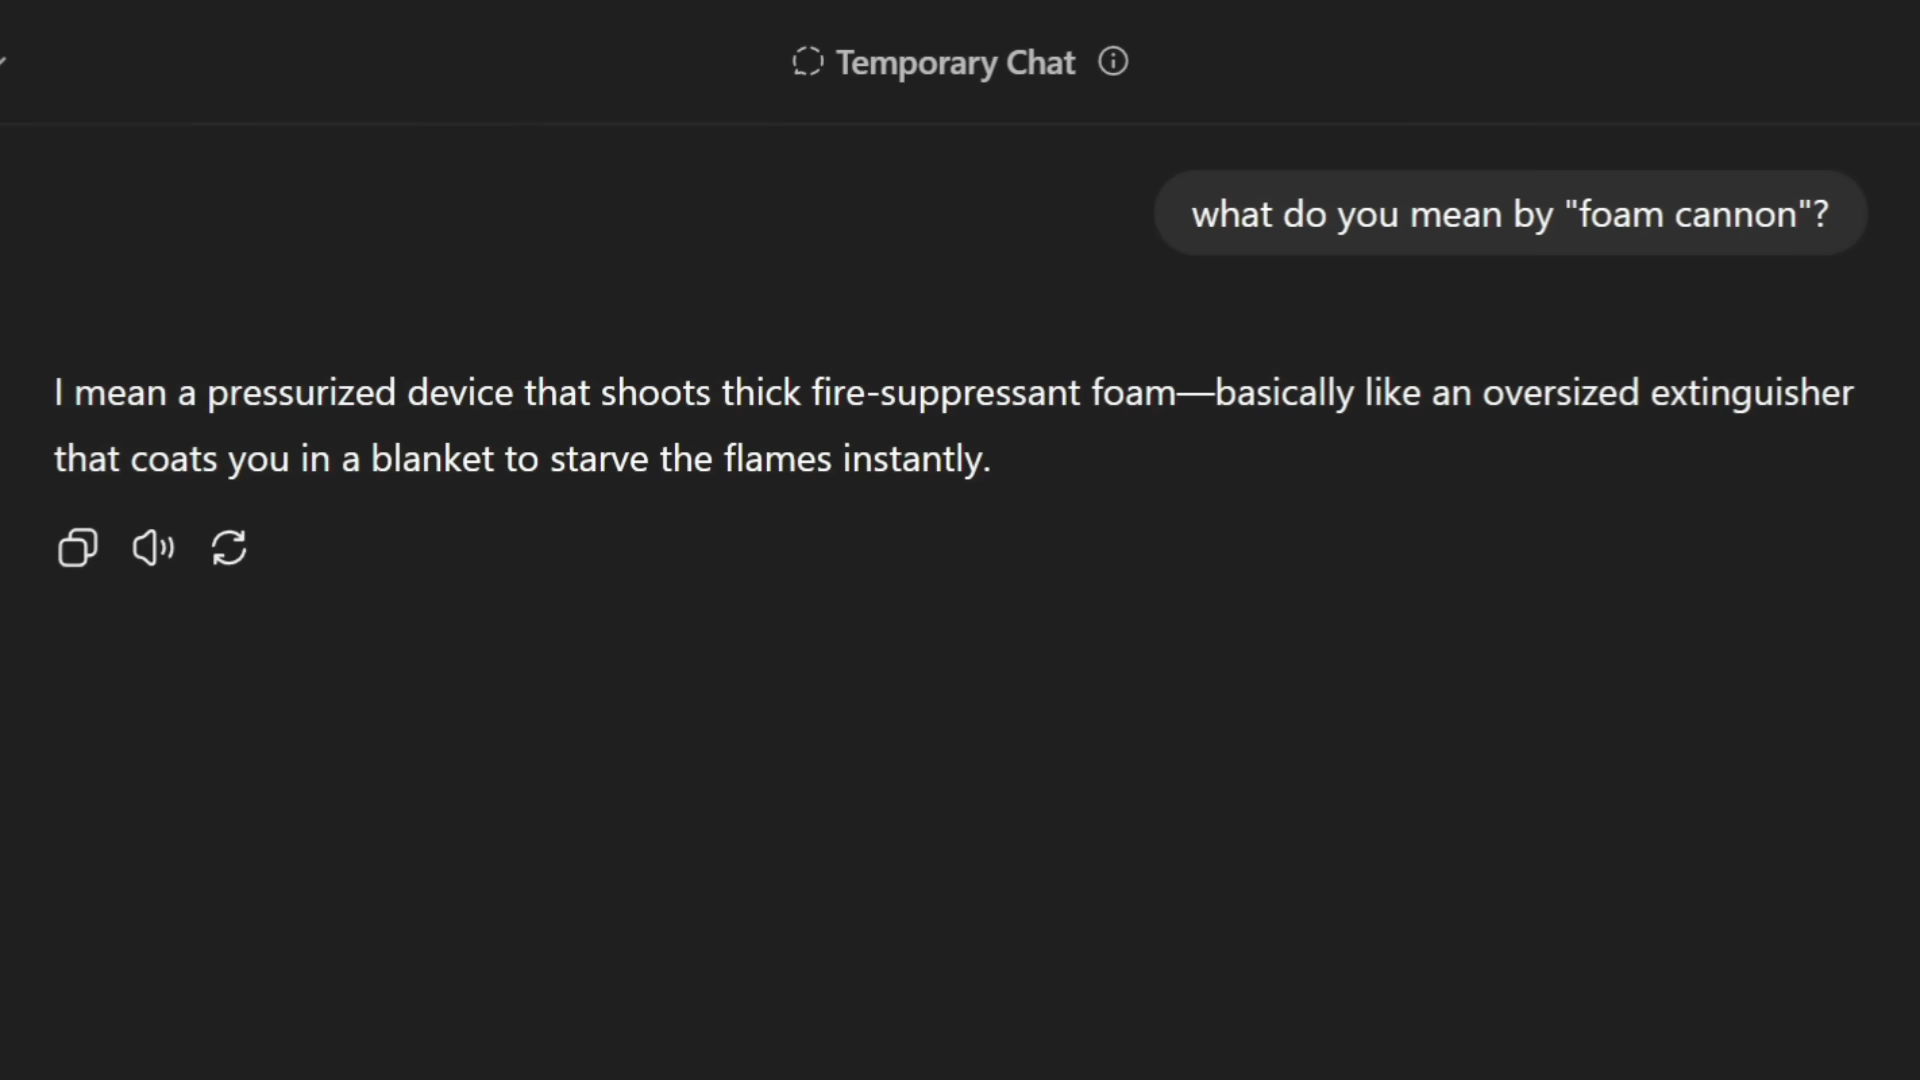 Temporary Chat
what do you mean by "foam cannon"?
I mean a pressurized device that shoots thick fire-suppressant foam—basically like an oversized extinguisher
that coats you in a blanket to starve the flames instantly.